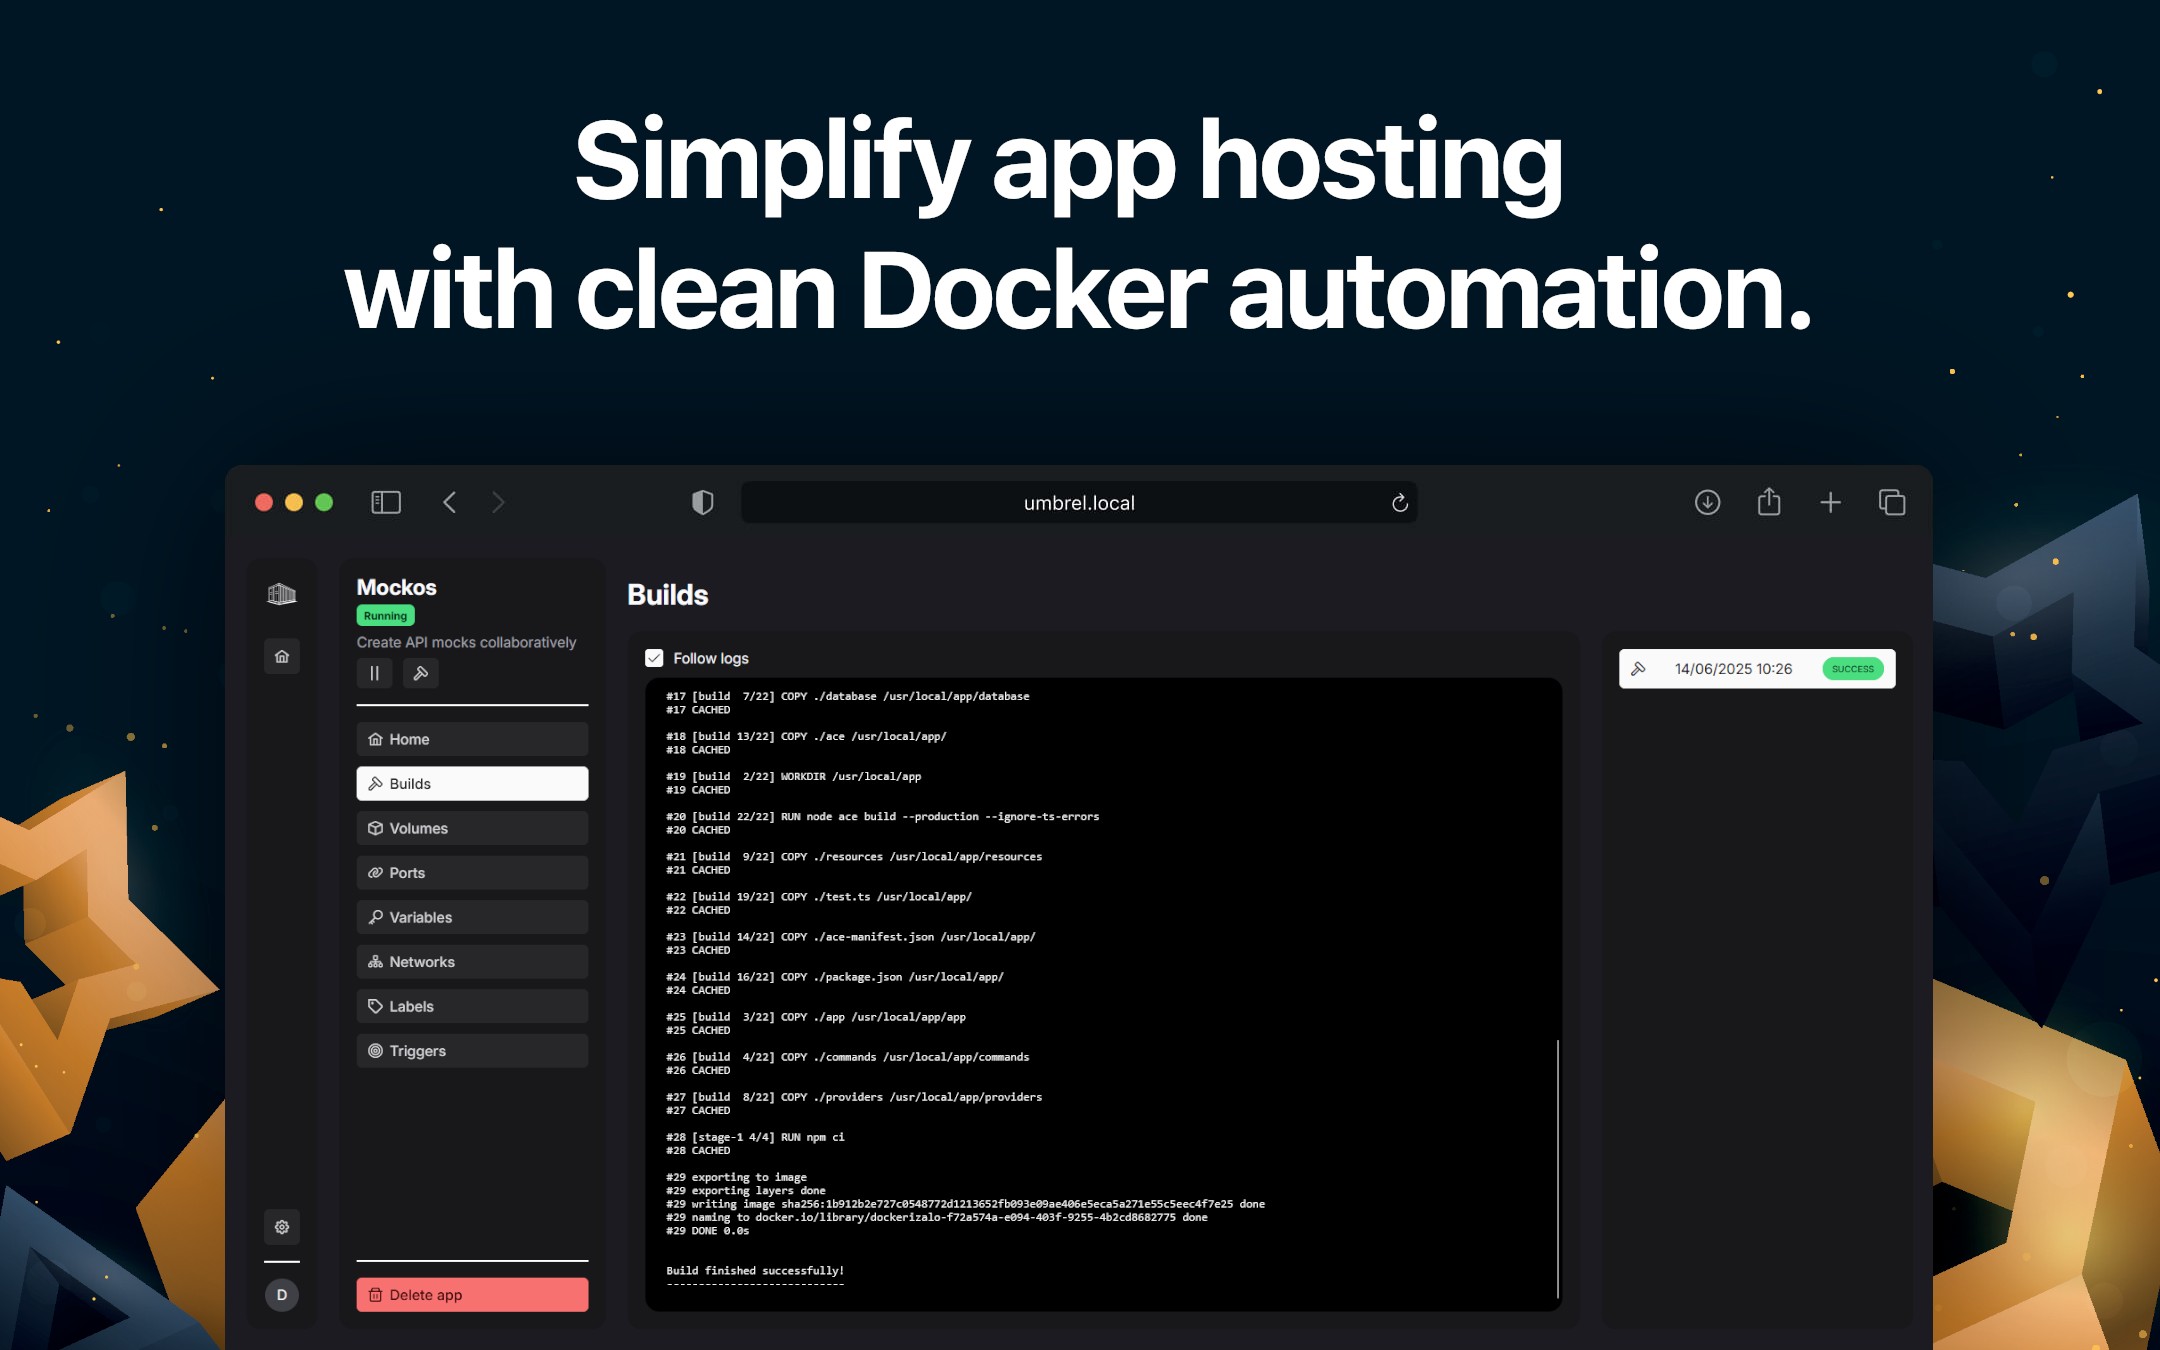 Simplify app hosting
with clean Docker automation.
umbrel.local
Mockos
Running
Create API mocks collaboratively
Home
Builds
Volumes
Ports
Variables
Networks
Labels
Triggers
Delete app
D
Builds
Follow logs
#17 [build  7/22] COPY ./database /usr/local/app/database
#17 CACHED
#18 [build 13/22] COPY ./ace /usr/local/app/
#18 CACHED
#19 [build  2/22] WORKDIR /usr/local/app
#19 CACHED
#20 [build 22/22] RUN node ace build --production --ignore-ts-errors
#20 CACHED
#21 [build  9/22] COPY ./resources /usr/local/app/resources
#21 CACHED
#22 [build 19/22] COPY ./test.ts /usr/local/app/
#22 CACHED
#23 [build 14/22] COPY ./ace-manifest.json /usr/local/app/
#23 CACHED
#24 [build 16/22] COPY ./package.json /usr/local/app/
#24 CACHED
#25 [build  3/22] COPY ./app /usr/local/app/app
#25 CACHED
#26 [build  4/22] COPY ./commands /usr/local/app/commands
#26 CACHED
#27 [build  8/22] COPY ./providers /usr/local/app/providers
#27 CACHED
#28 [stage-1 4/4] RUN npm ci
#28 CACHED
#29 exporting to image
#29 exporting layers done
#29 writing image sha256:1b912b2e727c0548772d1213652fb093e09ae406e5eca5a271e55c5eec4f7e25 done
#29 naming to docker.io/library/dockerizalo-f72a574a-e094-403f-9255-4b2cd8682775 done
#29 DONE 0.0s
Build finished successfully!
----------------------------
14/06/2025 10:26
SUCCESS